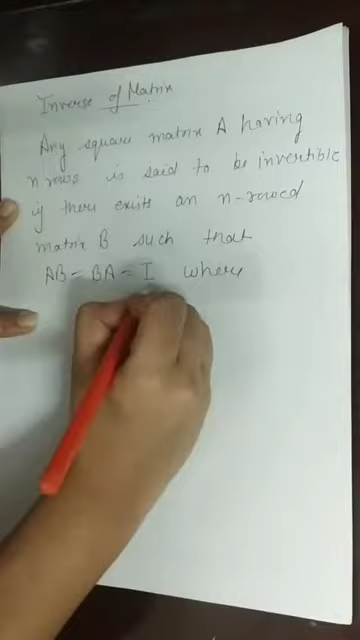 Inverse of Matrix
Any square matrix A having
n rows is said to be invertible
if there exists an n-rowed
matrix B such that
AB = BA = I where